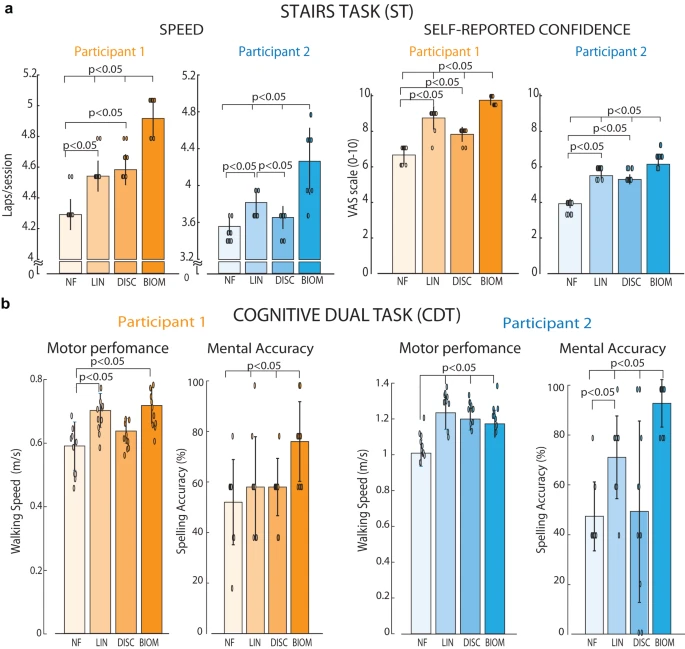 a
STAIRS TASK (ST)
SPEED
SELF-REPORTED CONFIDENCE
Participant 1
Participant 2
Participant 1
Participant 2
Laps/session
5.2
5
4.8
4.6
4.4
4.2
4
0
p<0.05
p<0.05
p<0.05
NF LIN DISC BIOM
5.2
4.8
4.4
4
3.6
3.2
0
p<0.05
p<0.05
p<0.05
NF LIN DISC BIOM
VAS scale (0-10)
10
8
6
4
2
0
p<0.05
p<0.05
p<0.05
NF LIN DISC BIOM
10
8
6
4
2
0
p<0.05
p<0.05
p<0.05
NF LIN DISC BIOM
b
COGNITIVE DUAL TASK (CDT)
Participant 1
Participant 2
Motor perfomance
Mental Accuracy
Motor perfomance
Mental Accuracy
Walking Speed (m/s)
0.8
0.6
0.4
0.2
0
p<0.05
p<0.05
NF LIN DISC BIOM
Spelling Accuracy (%)
100
80
60
40
20
0
p<0.05
NF LIN DISC BIOM
Walking Speed (m/s)
1.4
1.2
1
0.8
0.6
0.4
0.2
0
p<0.05
NF LIN DISC BIOM
Spelling Accuracy (%)
100
80
60
40
20
0
p<0.05
p<0.05
NF LIN DISC BIOM